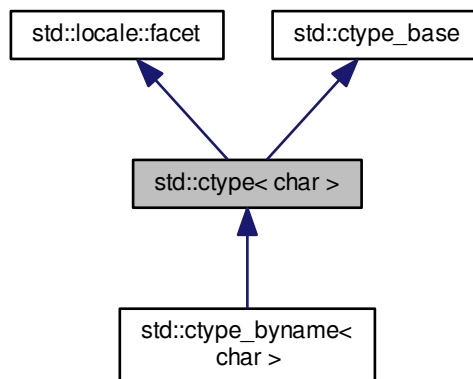 std::locale::facet
std::ctype_base
std::ctype< char >
std::ctype_byname<
char >